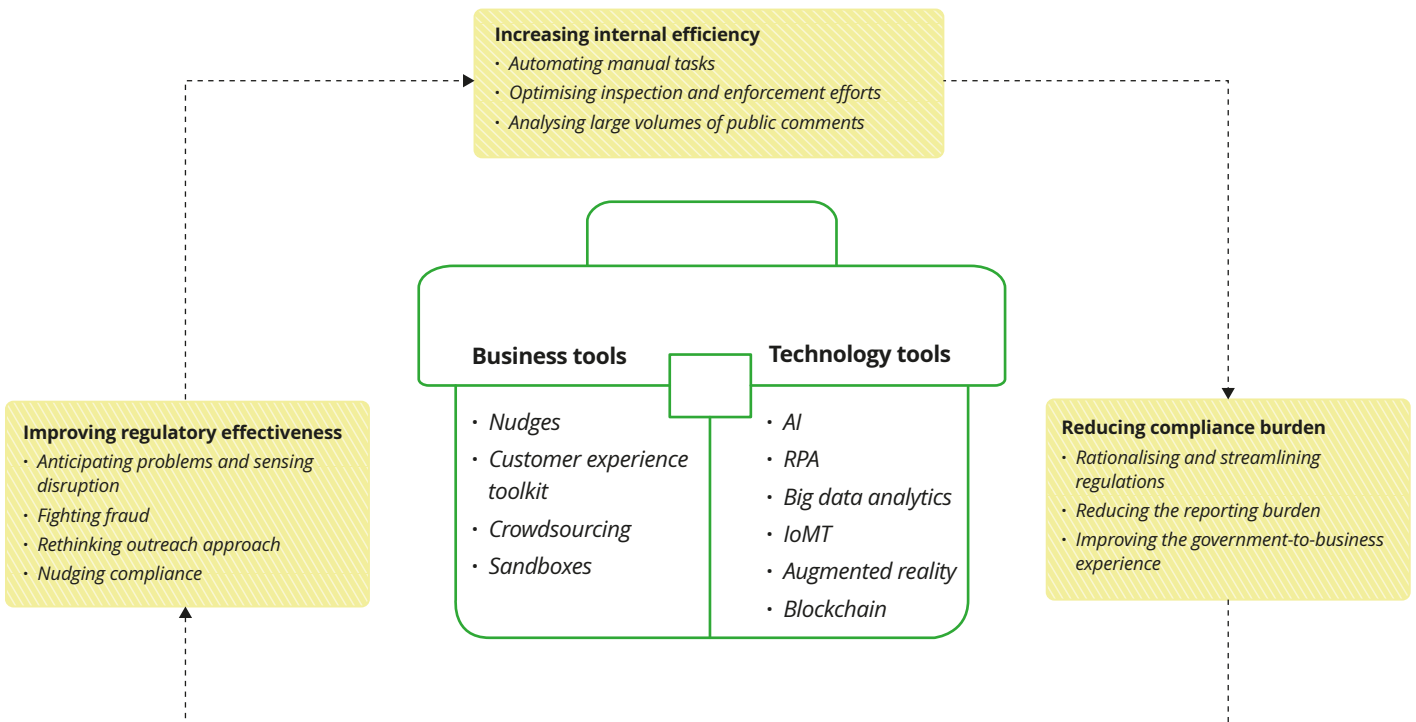 Increasing internal efficiency
· Automating manual tasks
· Optimising inspection and enforcement efforts
· Analysing large volumes of public comments
Business tools
· Nudges
· Customer experience
toolkit
· Crowdsourcing
· Sandboxes
Technology tools
· AI
· RPA
· Big data analytics
· IoMT
· Augmented reality
· Blockchain
Improving regulatory effectiveness
· Anticipating problems and sensing
disruption
· Fighting fraud
· Rethinking outreach approach
· Nudging compliance
Reducing compliance burden
· Rationalising and streamlining
regulations
· Reducing the reporting burden
· Improving the government-to-business
experience